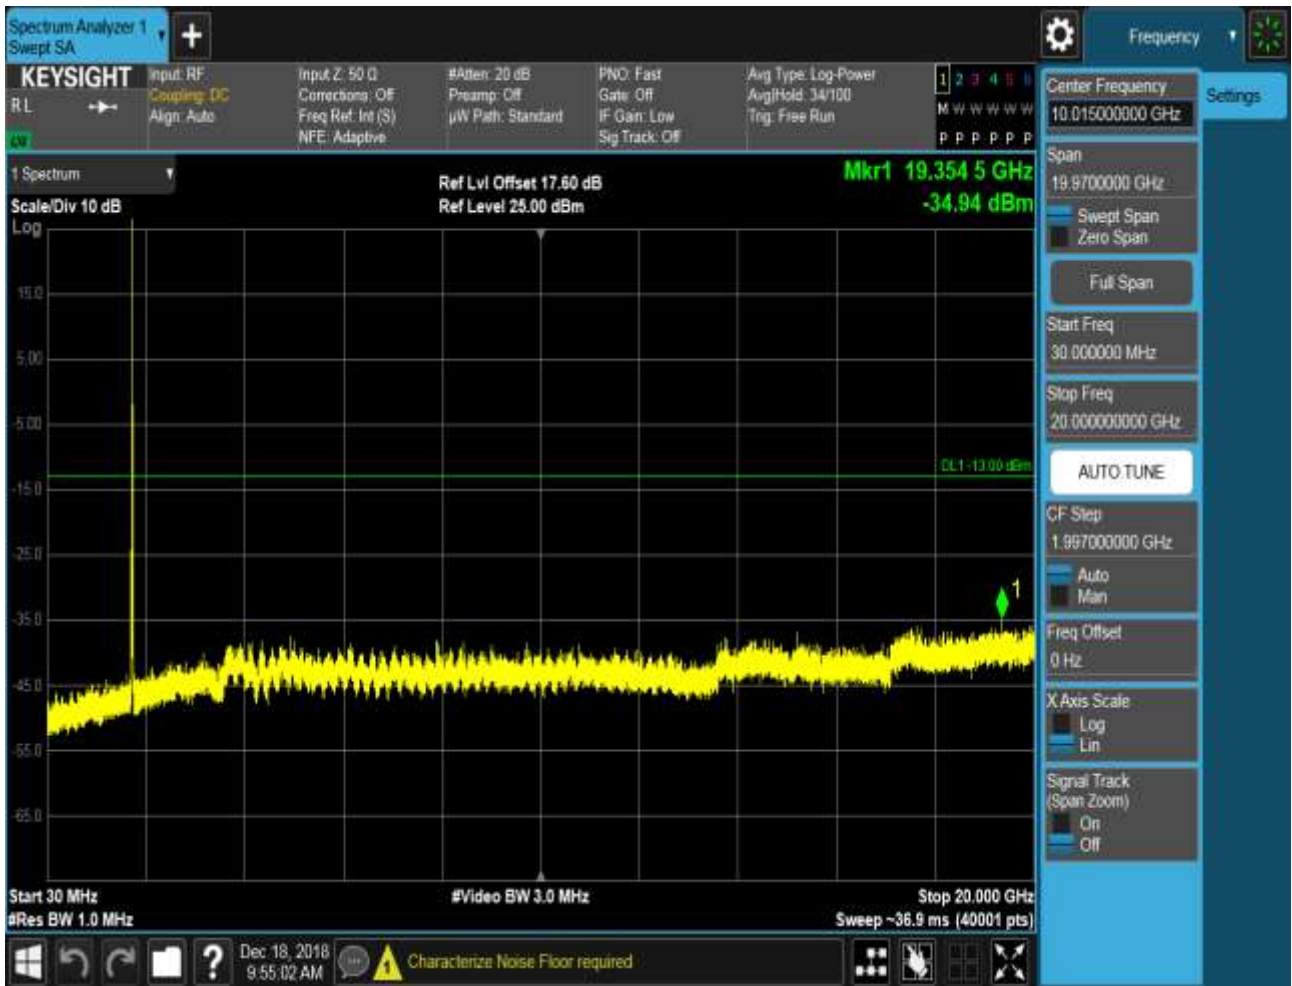 Spectrum Analyzer 1
Swept SA
Frequency
KEYSIGHT
RL
Input: RF
Coupling: DC
Align: Auto
Input Z: 50 Ω
Corrections: Off
Freq Ref: Int (S)
NFE: Adaptive
#Atten: 20 dB
Preamp: Off
µW Path: Standard
PNO: Fast
Gate: Off
IF Gain: Low
Sig Track: Off
Avg Type: Log-Power
Avg|Hold: 34/100
Trig: Free Run
1 2 3 4 5 6
M W W W W W
P P P P P P
1 Spectrum
Scale/Div 10 dB
Log
Ref Lvl Offset 17.60 dB
Ref Level 25.00 dBm
Mkr1 19.354 5 GHz
-34.94 dBm
15.0
5.00
-5.00
-15.0
-25.0
-35.0
-45.0
-55.0
-65.0
DL1 -13.00 dBm
1
Start 30 MHz
#Res BW 1.0 MHz
#Video BW 3.0 MHz
Stop 20.000 GHz
Sweep ~36.9 ms (40001 pts)
Center Frequency
10.015000000 GHz
Span
19.9700000 GHz
Swept Span
Zero Span
Full Span
Start Freq
30.000000 MHz
Stop Freq
20.000000000 GHz
AUTO TUNE
CF Step
1.997000000 GHz
Auto
Man
Freq Offset
0 Hz
X Axis Scale
Log
Lin
Signal Track
(Span Zoom)
On
Off
Settings
?
Dec 18, 2018
9:55:02 AM
Characterize Noise Floor required